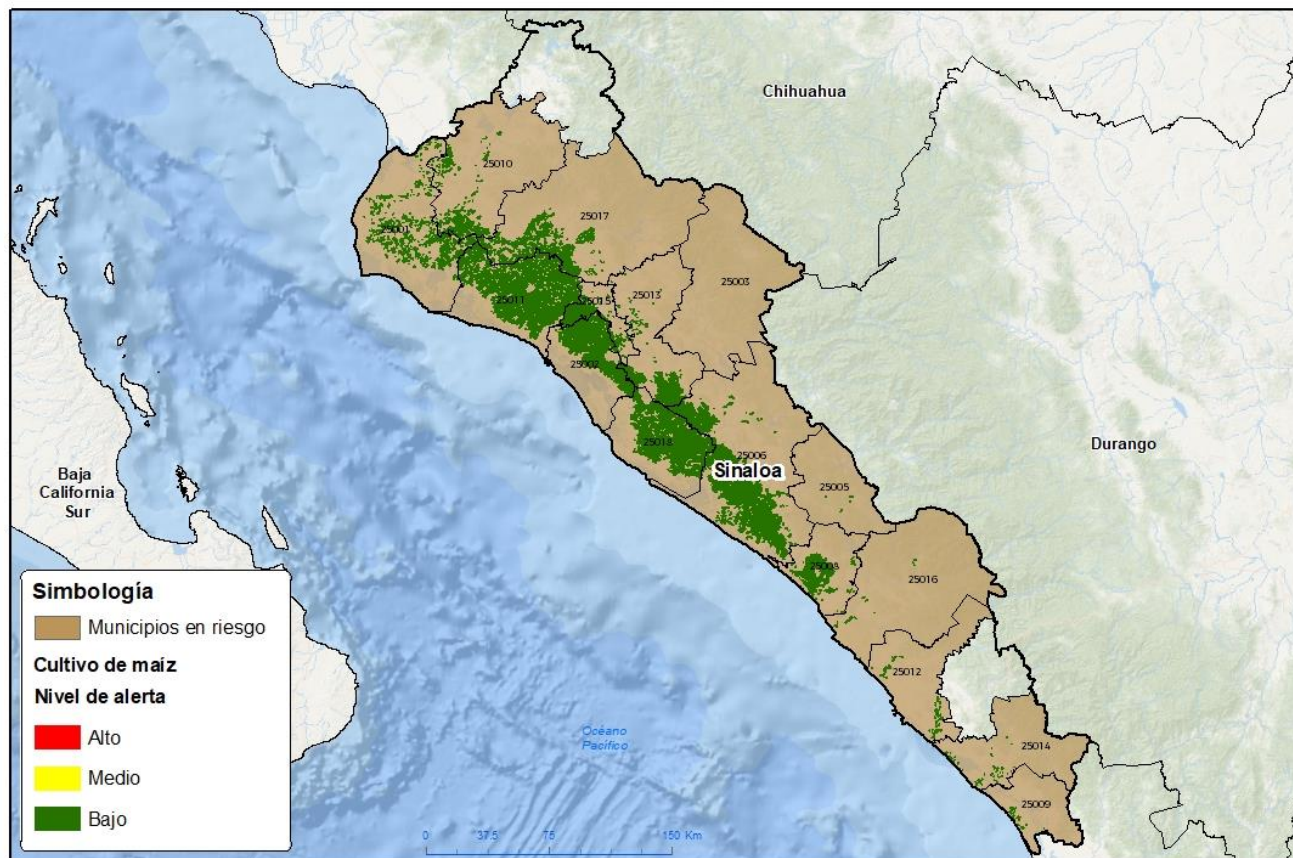 Chihuahua
25010
25017
25001
25003
25013
25015
25011
25002
25018
25006
Sinaloa
Durango
25005
Baja
California
Sur
25008
25016
25012
25014
25009
Océano
Pacífico
0 37.5 75 150 Km
Simbología
Municipios en riesgo
Cultivo de maíz
Nivel de alerta
Alto
Medio
Bajo